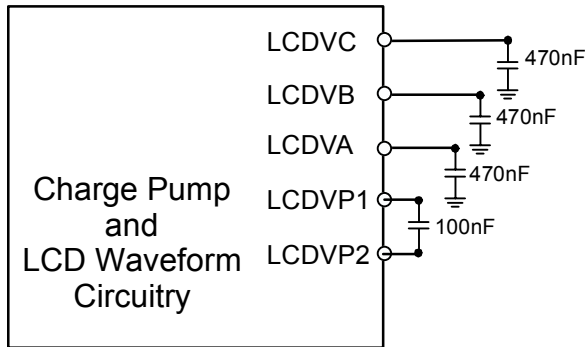 LCDVC
470nF
LCDVB
470nF
LCDVA
470nF
Charge Pump
and
LCD Waveform
Circuitry
LCDVP1
100nF
LCDVP2